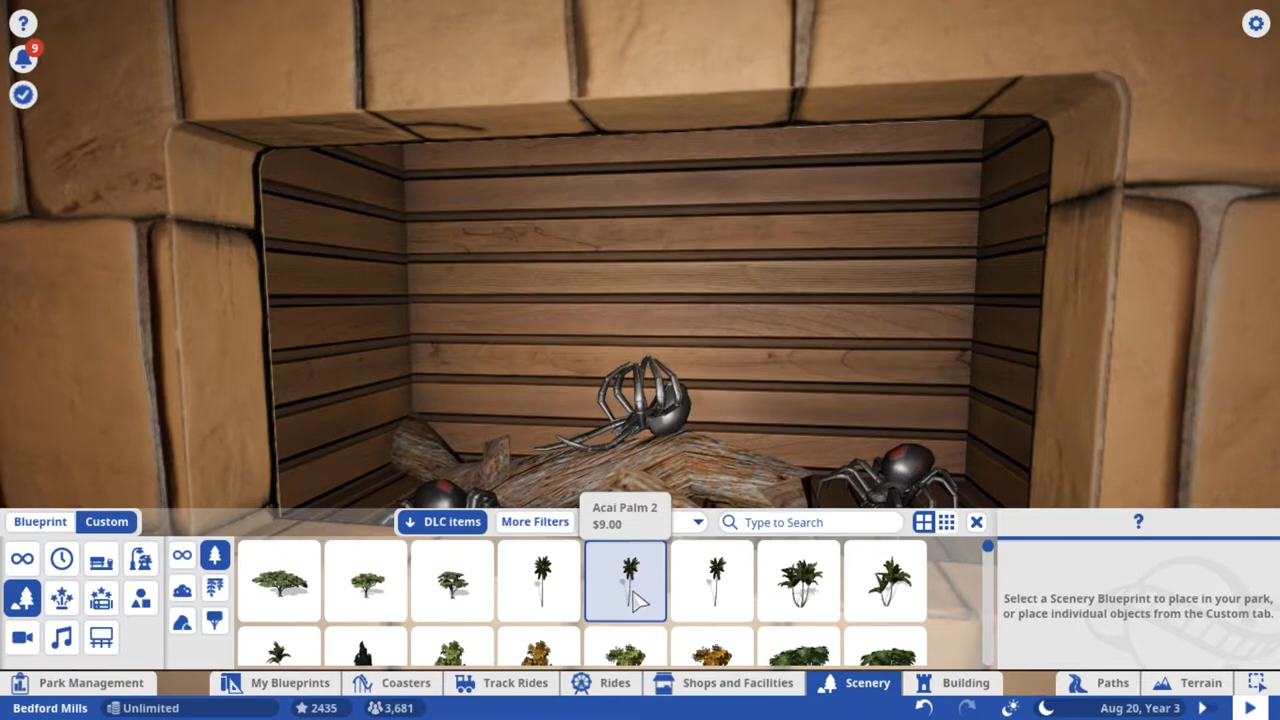 ?
9
Acai Palm 2
$9.00
Blueprint
Custom
DLC items
More Filters
Type to Search
?
Select a Scenery Blueprint to place in your park,
or place individual objects from the Custom tab.
Park Management
My Blueprints
Coasters
Track Rides
Rides
Shops and Facilities
Scenery
Building
Paths
Terrain
Bedford Mills
Unlimited
2435
3,681
Aug 20, Year 3